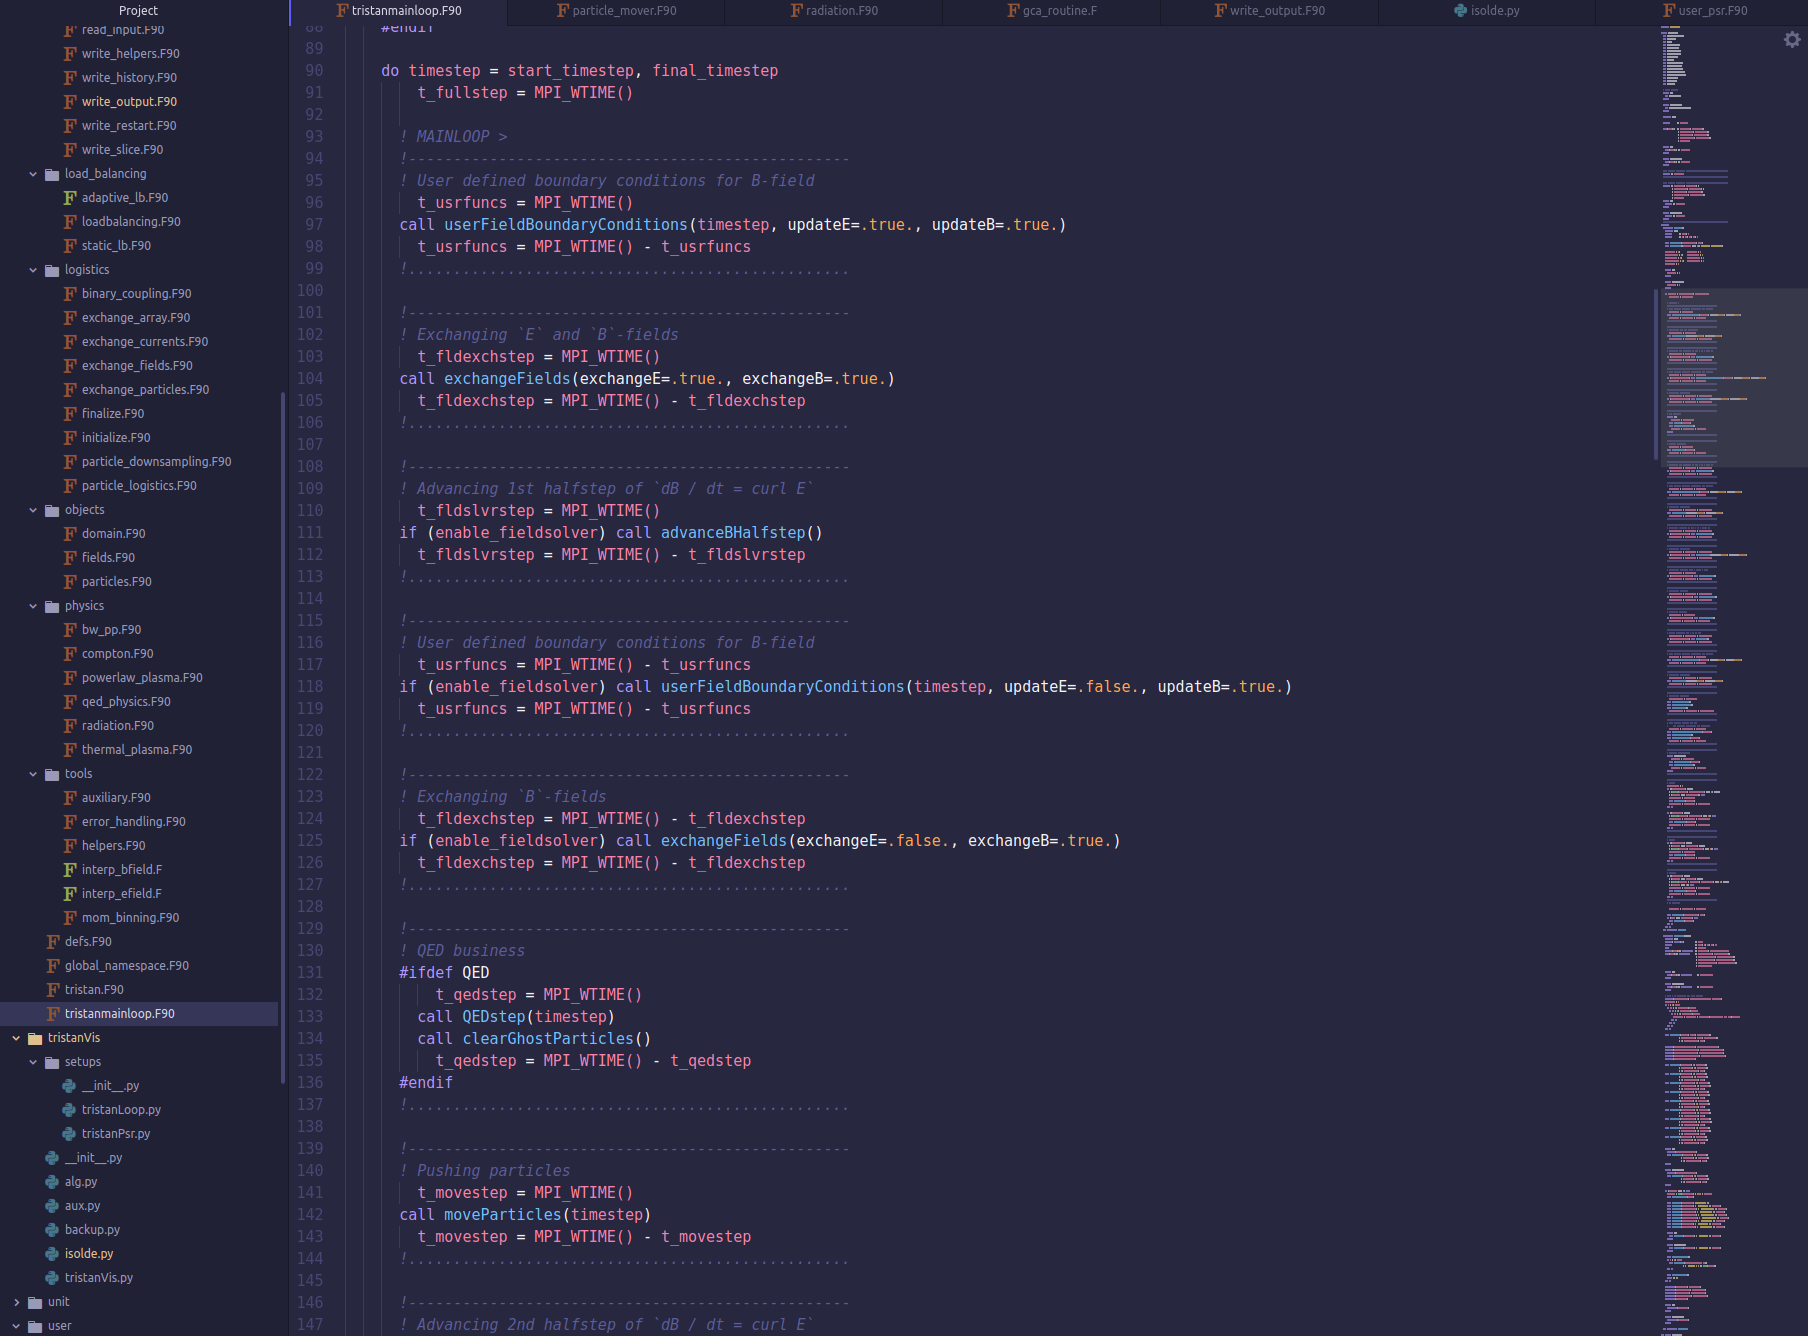 Project
read_input.F90
write_helpers.F90
write_history.F90
write_output.F90
write_restart.F90
write_slice.F90
load_balancing
adaptive_lb.F90
loadbalancing.F90
static_lb.F90
logistics
binary_coupling.F90
exchange_array.F90
exchange_currents.F90
exchange_fields.F90
exchange_particles.F90
finalize.F90
initialize.F90
particle_downsampling.F90
particle_logistics.F90
objects
domain.F90
fields.F90
particles.F90
physics
bw_pp.F90
compton.F90
powerlaw_plasma.F90
qed_physics.F90
radiation.F90
thermal_plasma.F90
tools
auxiliary.F90
error_handling.F90
helpers.F90
interp_bfield.F
interp_efield.F
mom_binning.F90
defs.F90
global_namespace.F90
tristan.F90
tristanmainloop.F90
tristanVis
setups
__init__.py
tristanLoop.py
tristanPsr.py
__init__.py
alg.py
aux.py
backup.py
isolde.py
tristanVis.py
unit
user
tristanmainloop.F90 particle_mover.F90 radiation.F90 gca_routine.F write_output.F90 isolde.py user_psr.F90
88 #endif
89
90 do timestep = start_timestep, final_timestep
91 t_fullstep = MPI_WTIME()
92
93 ! MAINLOOP >
94 !-------------------------------------------------
95 ! User defined boundary conditions for B-field
96 t_usrfuncs = MPI_WTIME()
97 call userFieldBoundaryConditions(timestep, updateE=.true., updateB=.true.)
98 t_usrfuncs = MPI_WTIME() - t_usrfuncs
99 !.................................................
100
101 !-------------------------------------------------
102 ! Exchanging `E` and `B`-fields
103 t_fldexchstep = MPI_WTIME()
104 call exchangeFields(exchangeE=.true., exchangeB=.true.)
105 t_fldexchstep = MPI_WTIME() - t_fldexchstep
106 !.................................................
107
108 !-------------------------------------------------
109 ! Advancing 1st halfstep of `dB / dt = curl E`
110 t_fldslvrstep = MPI_WTIME()
111 if (enable_fieldsolver) call advanceBHalfstep()
112 t_fldslvrstep = MPI_WTIME() - t_fldslvrstep
113 !.................................................
114
115 !-------------------------------------------------
116 ! User defined boundary conditions for B-field
117 t_usrfuncs = MPI_WTIME() - t_usrfuncs
118 if (enable_fieldsolver) call userFieldBoundaryConditions(timestep, updateE=.false., updateB=.true.)
119 t_usrfuncs = MPI_WTIME() - t_usrfuncs
120 !.................................................
121
122 !-------------------------------------------------
123 ! Exchanging `B`-fields
124 t_fldexchstep = MPI_WTIME() - t_fldexchstep
125 if (enable_fieldsolver) call exchangeFields(exchangeE=.false., exchangeB=.true.)
126 t_fldexchstep = MPI_WTIME() - t_fldexchstep
127 !.................................................
128
129 !-------------------------------------------------
130 ! QED business
131 #ifdef QED
132 t_qedstep = MPI_WTIME()
133 call QEDstep(timestep)
134 call clearGhostParticles()
135 t_qedstep = MPI_WTIME() - t_qedstep
136 #endif
137 !.................................................
138
139 !-------------------------------------------------
140 ! Pushing particles
141 t_movestep = MPI_WTIME()
142 call moveParticles(timestep)
143 t_movestep = MPI_WTIME() - t_movestep
144 !.................................................
145
146 !-------------------------------------------------
147 ! Advancing 2nd halfstep of `dB / dt = curl E`